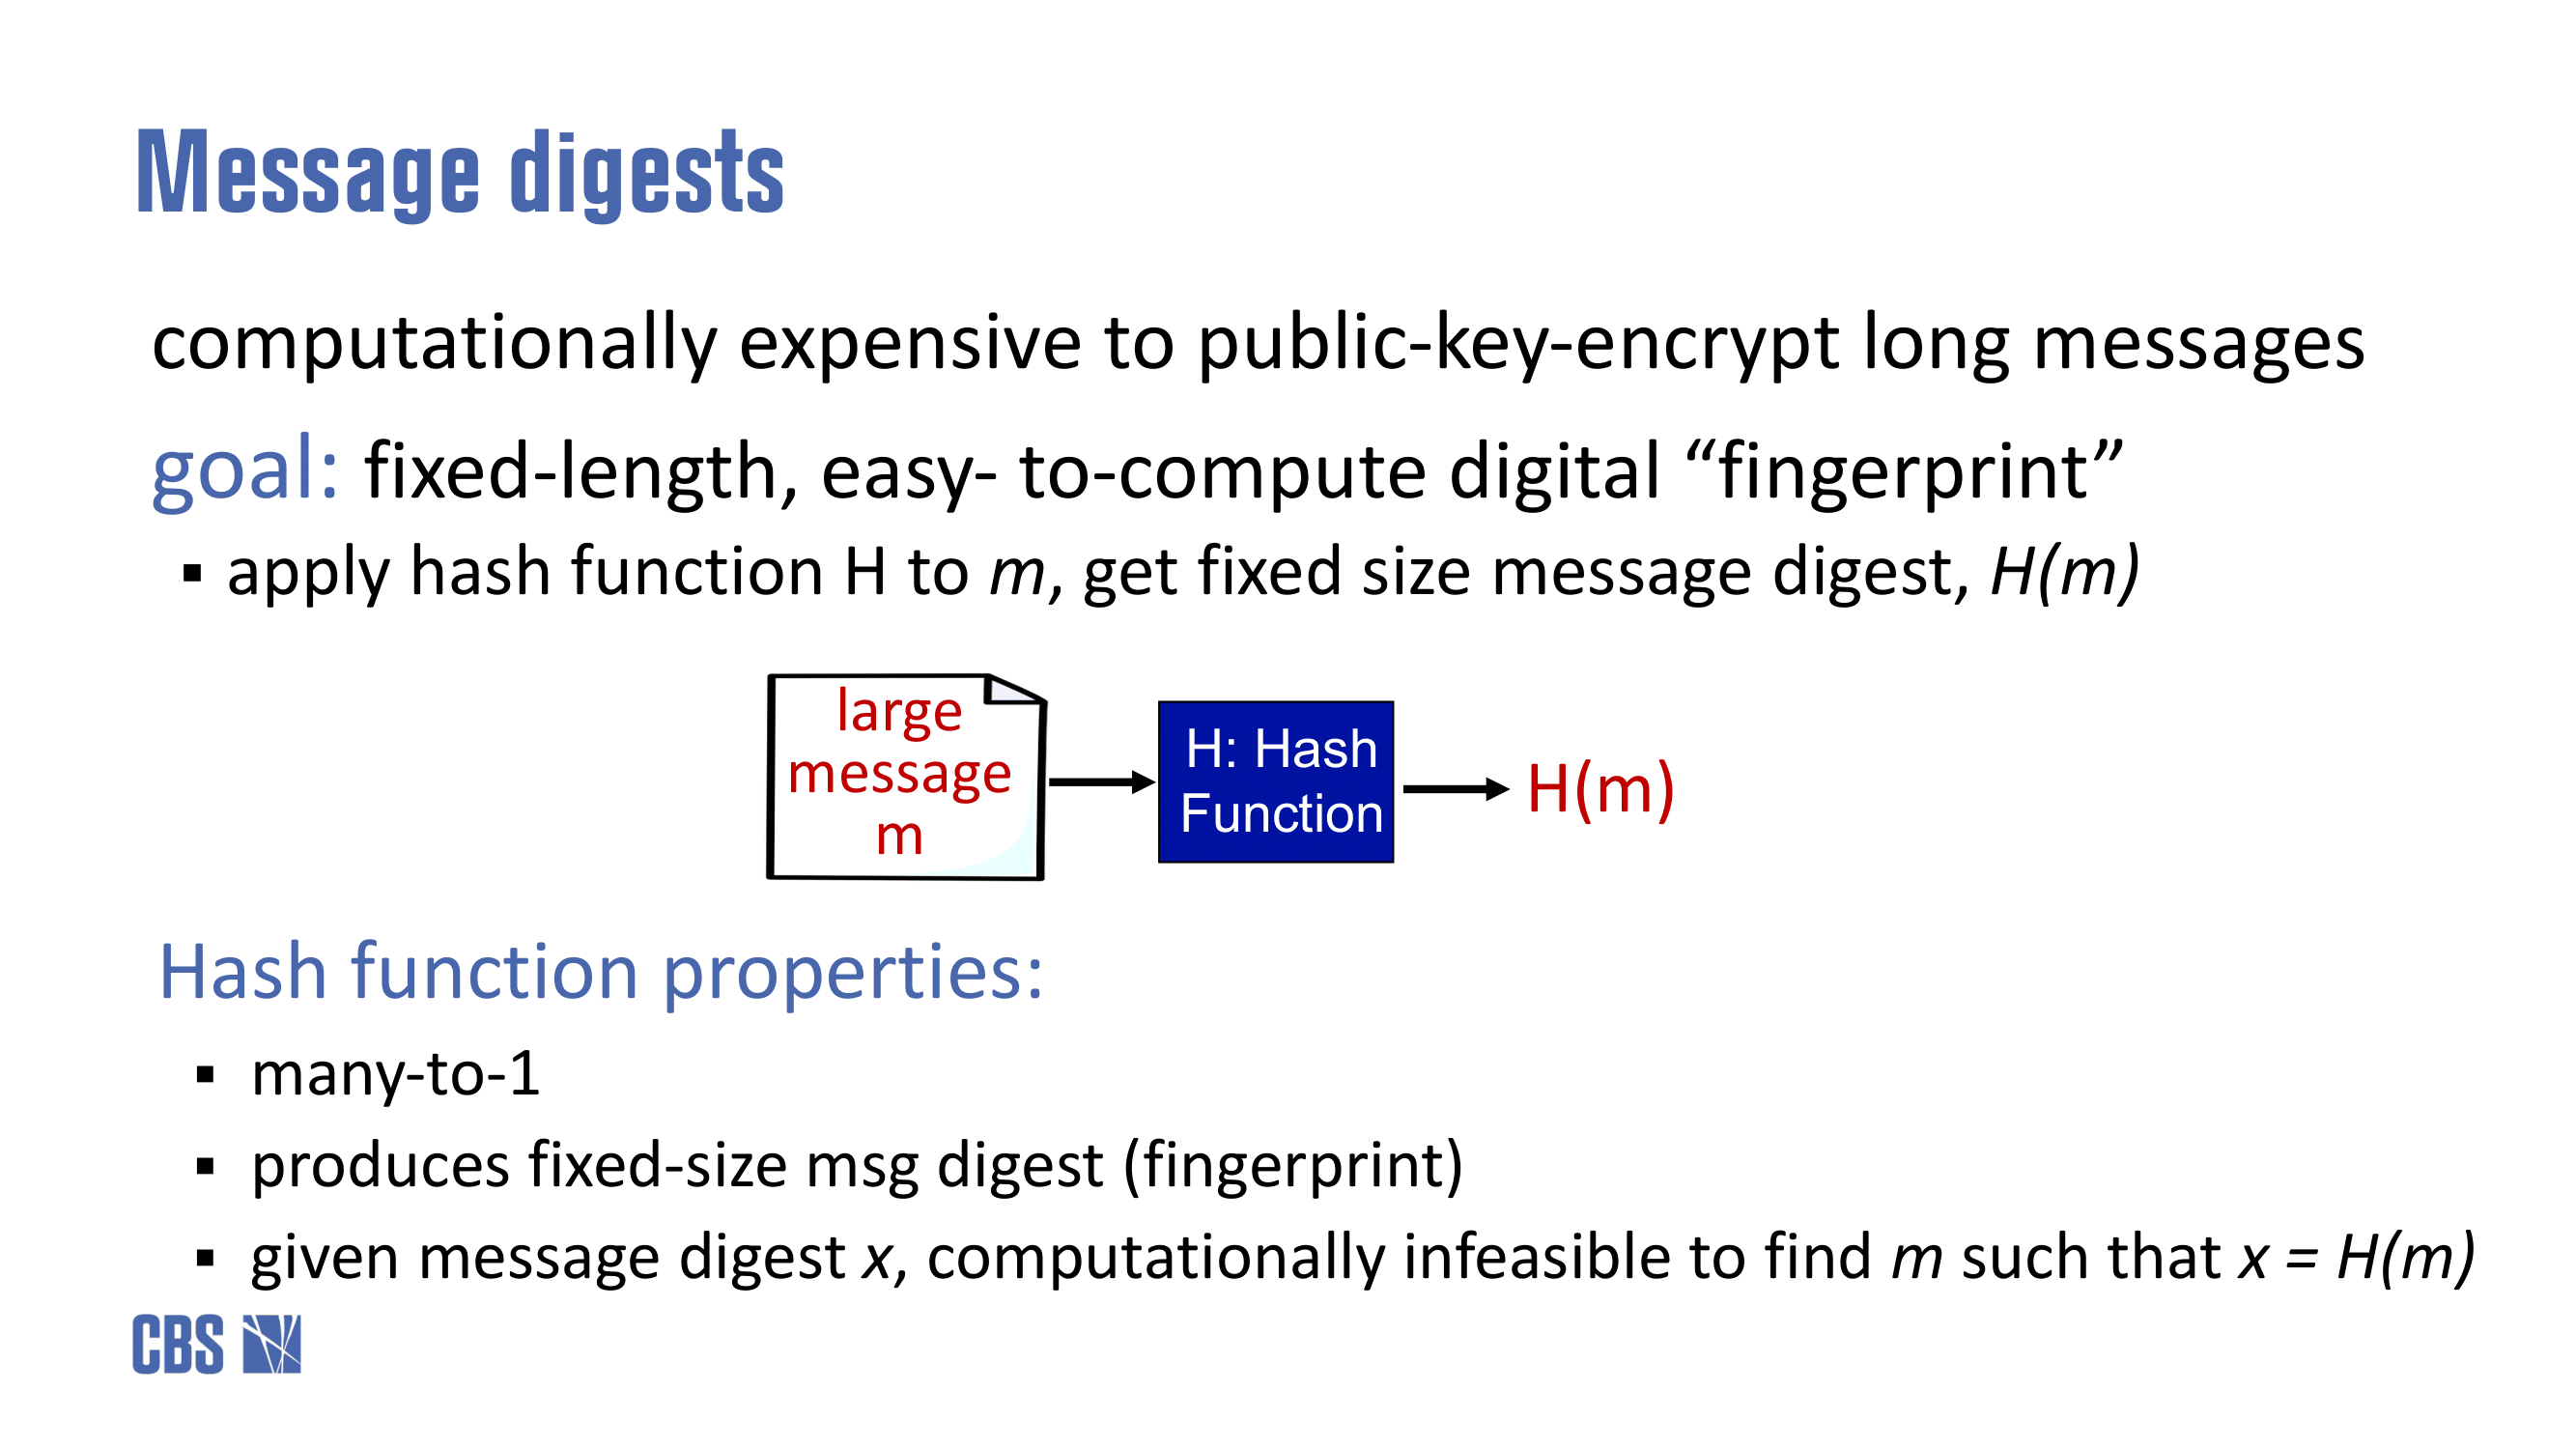 Message digests
computationally expensive to public-key-encrypt long messages
goal: fixed-length, easy- to-compute digital “fingerprint”
▪ apply hash function H to m, get fixed size message digest, H(m)
large
message
m
H: Hash
Function
H(m)
Hash function properties:
▪ many-to-1
▪ produces fixed-size msg digest (fingerprint)
▪ given message digest x, computationally infeasible to find m such that x = H(m)
CBS